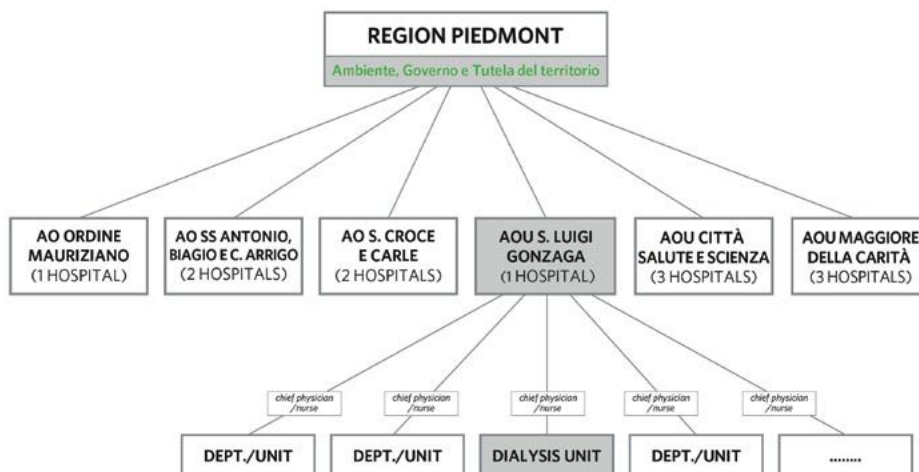 REGION PIEDMONT
Ambiente, Governo e Tutela del territorio
AO ORDINE
MAURIZIANO
(1 HOSPITAL)
AO SS ANTONIO,
BIAGIO E C. ARRIGO
(2 HOSPITALS)
AO S. CROCE
E CARLE
(2 HOSPITALS)
AOU S. LUIGI
GONZAGA
(1 HOSPITAL)
AOU CITTÀ
SALUTE E SCIENZA
(3 HOSPITALS)
AOU MAGGIORE
DELLA CARITÀ
(3 HOSPITALS)
chief physician
/nurse
chief physician
/nurse
chief physician
/nurse
chief physician
/nurse
chief physician
/nurse
DEPT./UNIT
DEPT./UNIT
DIALYSIS UNIT
DEPT./UNIT
........